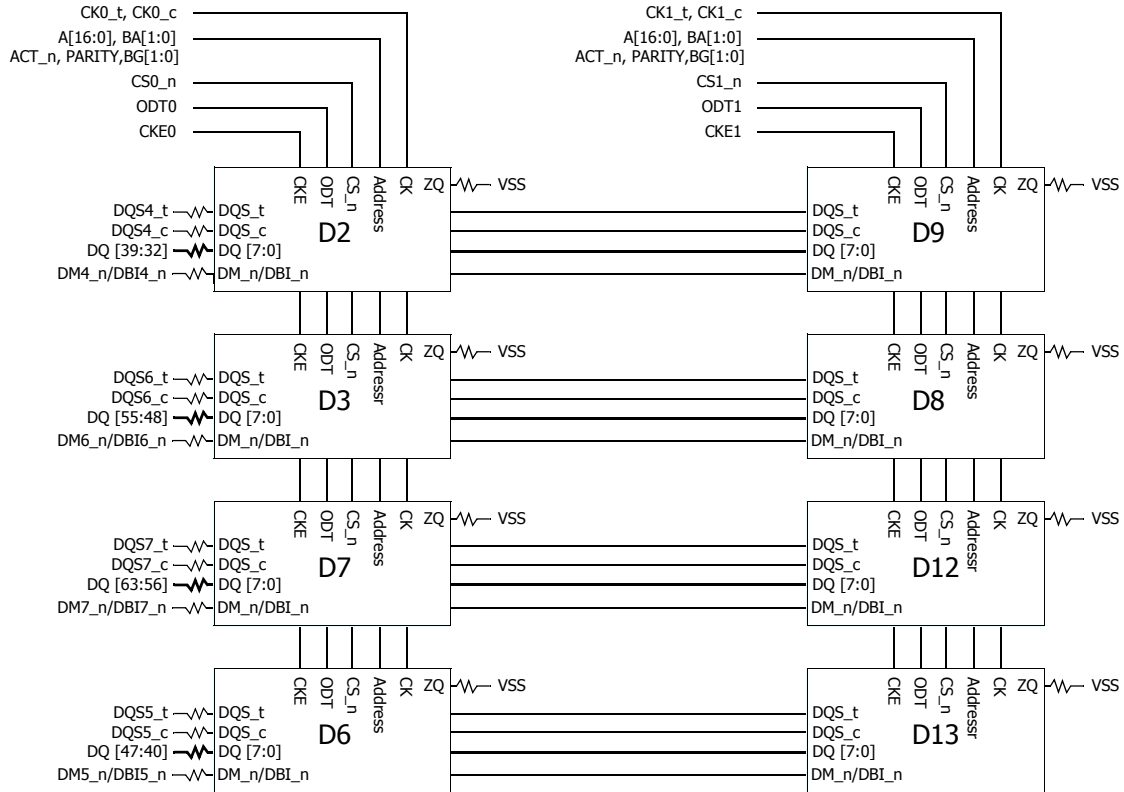 CK0_t, CK0_c
A[16:0], BA[1:0]
ACT_n, PARITY,BG[1:0]
CS0_n
ODT0
CKE0
CK1_t, CK1_c
A[16:0], BA[1:0]
ACT_n, PARITY,BG[1:0]
CS1_n
ODT1
CKE1
CKE
ODT
CS_n
Address
CK
ZQ
VSS
DQS4_t
DQS_t
DQS4_c
DQS_c
DQ [39:32]
DQ [7:0]
DM4_n/DBI4_n
DM_n/DBI_n
D2
CKE
ODT
CS_n
Address
CK
ZQ
VSS
DQS_t
DQS_c
DQ [7:0]
DM_n/DBI_n
D9
CKE
ODT
CS_n
Addressr
CK
ZQ
VSS
DQS6_t
DQS_t
DQS6_c
DQS_c
DQ [55:48]
DQ [7:0]
DM6_n/DBI6_n
DM_n/DBI_n
D3
CKE
ODT
CS_n
Address
CK
ZQ
VSS
DQS_t
DQS_c
DQ [7:0]
DM_n/DBI_n
D8
CKE
ODT
CS_n
Address
CK
ZQ
VSS
DQS7_t
DQS_t
DQS7_c
DQS_c
DQ [63:56]
DQ [7:0]
DM7_n/DBI7_n
DM_n/DBI_n
D7
CKE
ODT
CS_n
Addressr
CK
ZQ
VSS
DQS_t
DQS_c
DQ [7:0]
DM_n/DBI_n
D12
CKE
ODT
CS_n
Address
CK
ZQ
VSS
DQS5_t
DQS_t
DQS5_c
DQS_c
DQ [47:40]
DQ [7:0]
DM5_n/DBI5_n
DM_n/DBI_n
D6
CKE
ODT
CS_n
Addressr
CK
ZQ
VSS
DQS_t
DQS_c
DQ [7:0]
DM_n/DBI_n
D13